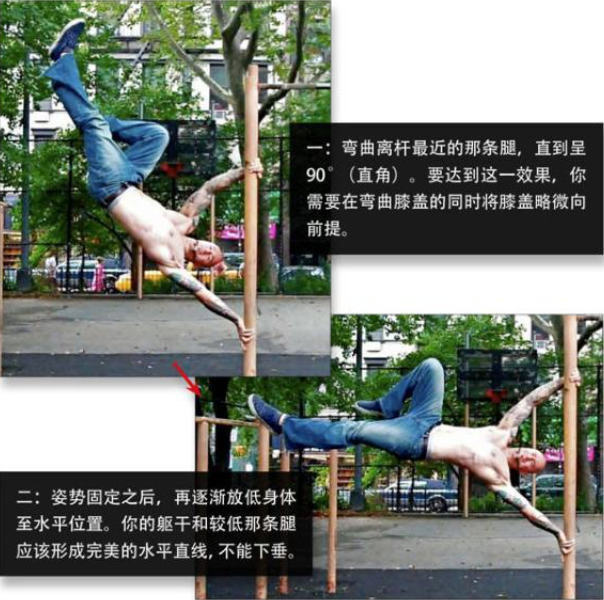 一：弯曲离杆最近的那条腿，直到呈
90°（直角）。要达到这一效果，你
需要在弯曲膝盖的同时将膝盖略微向
前提。
二：姿势固定之后，再逐渐放低身体
至水平位置。你的躯干和较低那条腿
应该形成完美的水平直线，不能下垂。